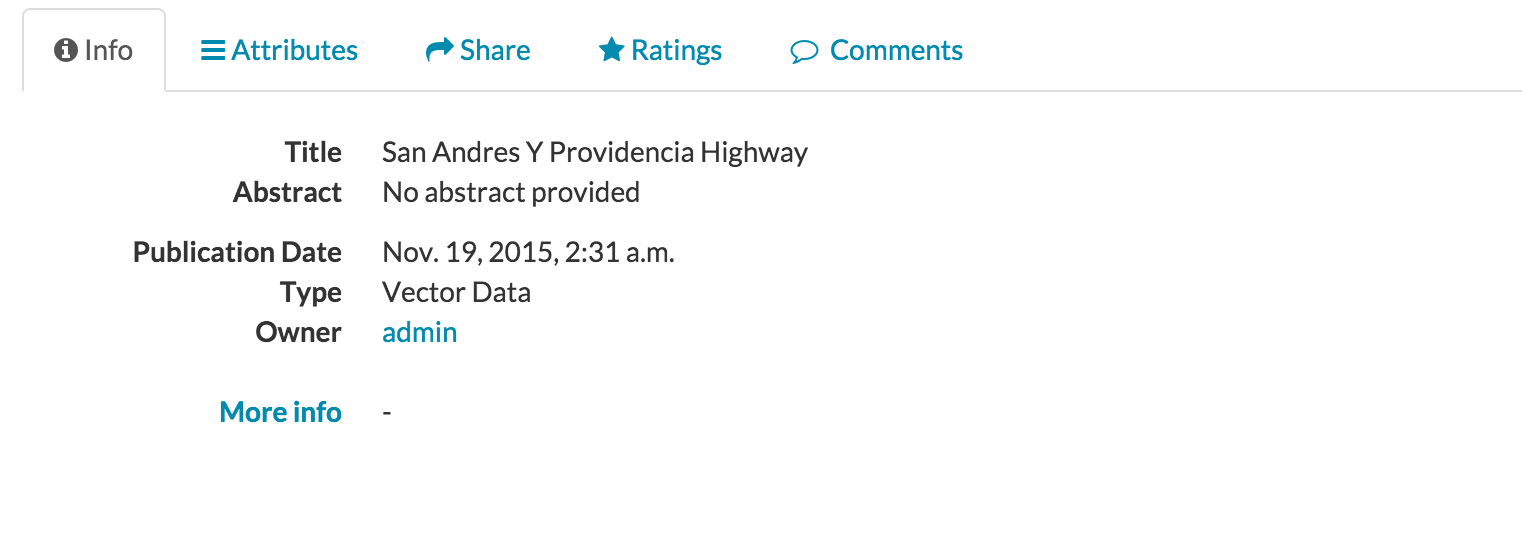 Info Attributes Share Ratings Comments
Title San Andres Y Providencia Highway
Abstract No abstract provided
Publication Date Nov. 19, 2015, 2:31 a.m.
Type Vector Data
Owner admin
More info -